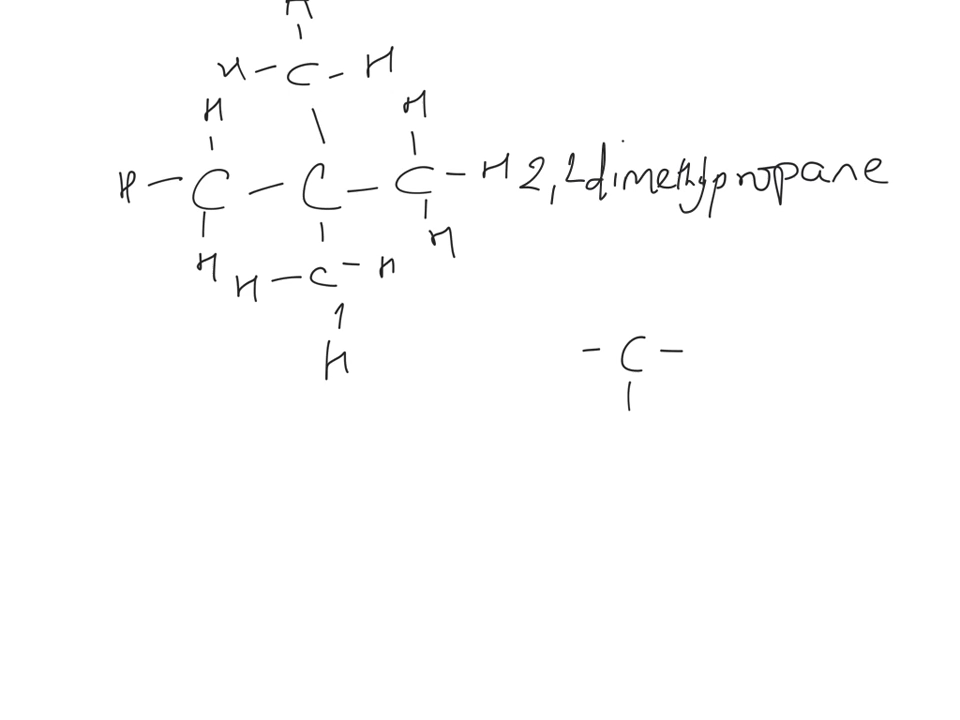 H
H - C - H
H H
H - C - C - C - H 2,2dimethylpropane
H H
H - C - H
H
- C -